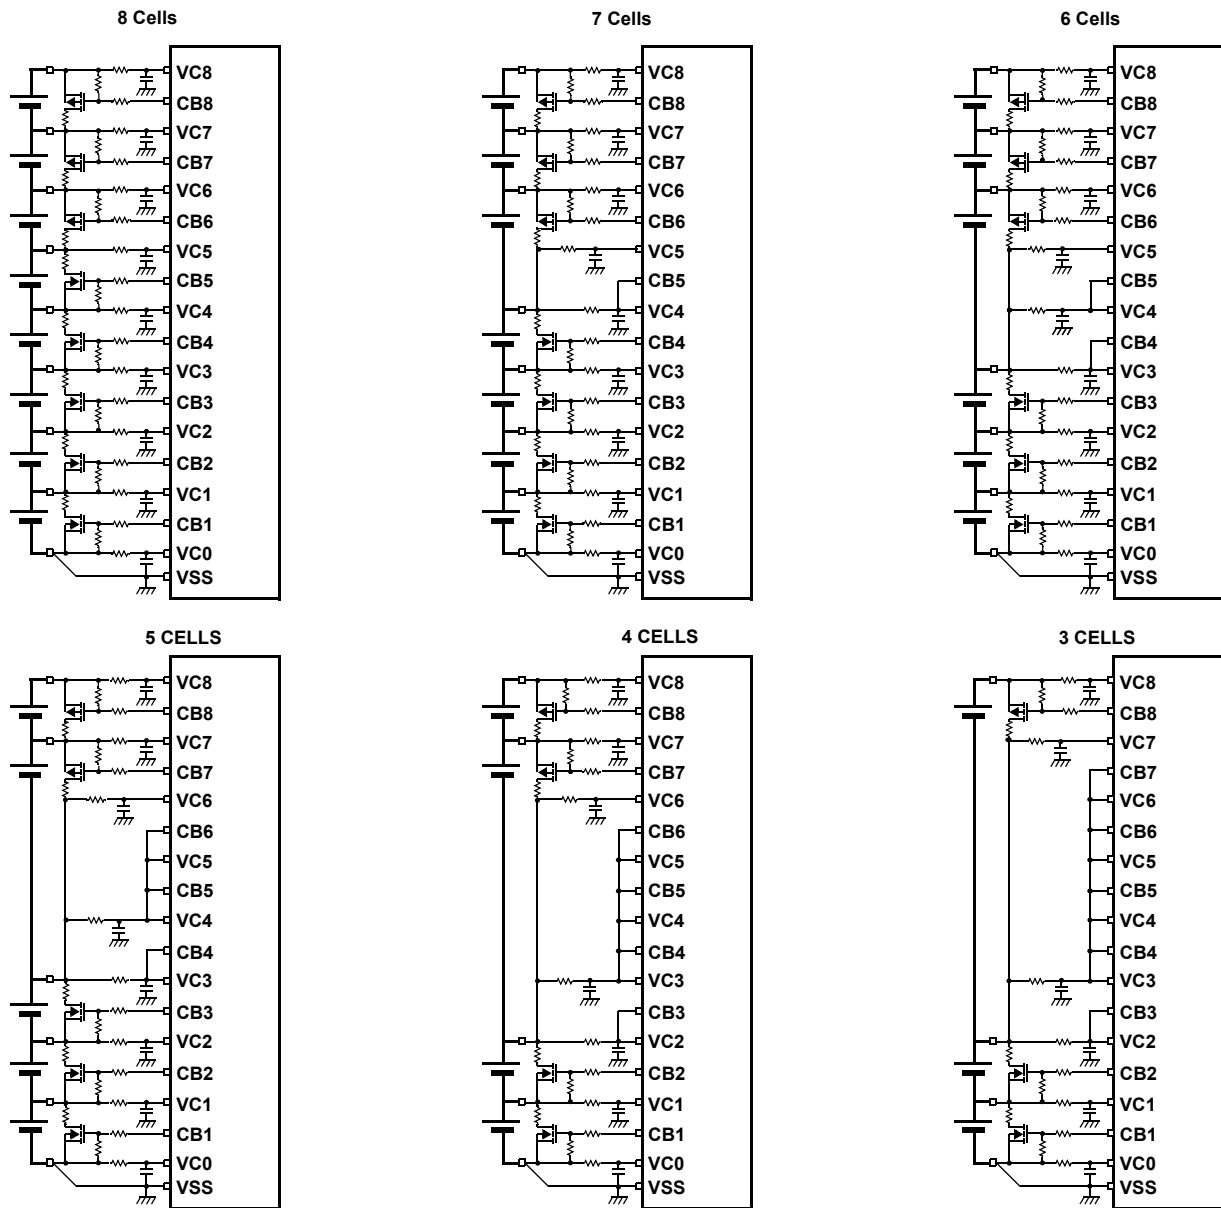 8 Cells
VC8
CB8
VC7
CB7
VC6
CB6
VC5
CB5
VC4
CB4
VC3
CB3
VC2
CB2
VC1
CB1
VC0
VSS
7 Cells
VC8
CB8
VC7
CB7
VC6
CB6
VC5
CB5
VC4
CB4
VC3
CB3
VC2
CB2
VC1
CB1
VC0
VSS
6 Cells
VC8
CB8
VC7
CB7
VC6
CB6
VC5
CB5
VC4
CB4
VC3
CB3
VC2
CB2
VC1
CB1
VC0
VSS
5 CELLS
VC8
CB8
VC7
CB7
VC6
CB6
VC5
CB5
VC4
CB4
VC3
CB3
VC2
CB2
VC1
CB1
VC0
VSS
4 CELLS
VC8
CB8
VC7
CB7
VC6
CB6
VC5
CB5
VC4
CB4
VC3
CB3
VC2
CB2
VC1
CB1
VC0
VSS
3 CELLS
VC8
CB8
VC7
CB7
VC6
CB6
VC5
CB5
VC4
CB4
VC3
CB3
VC2
CB2
VC1
CB1
VC0
VSS